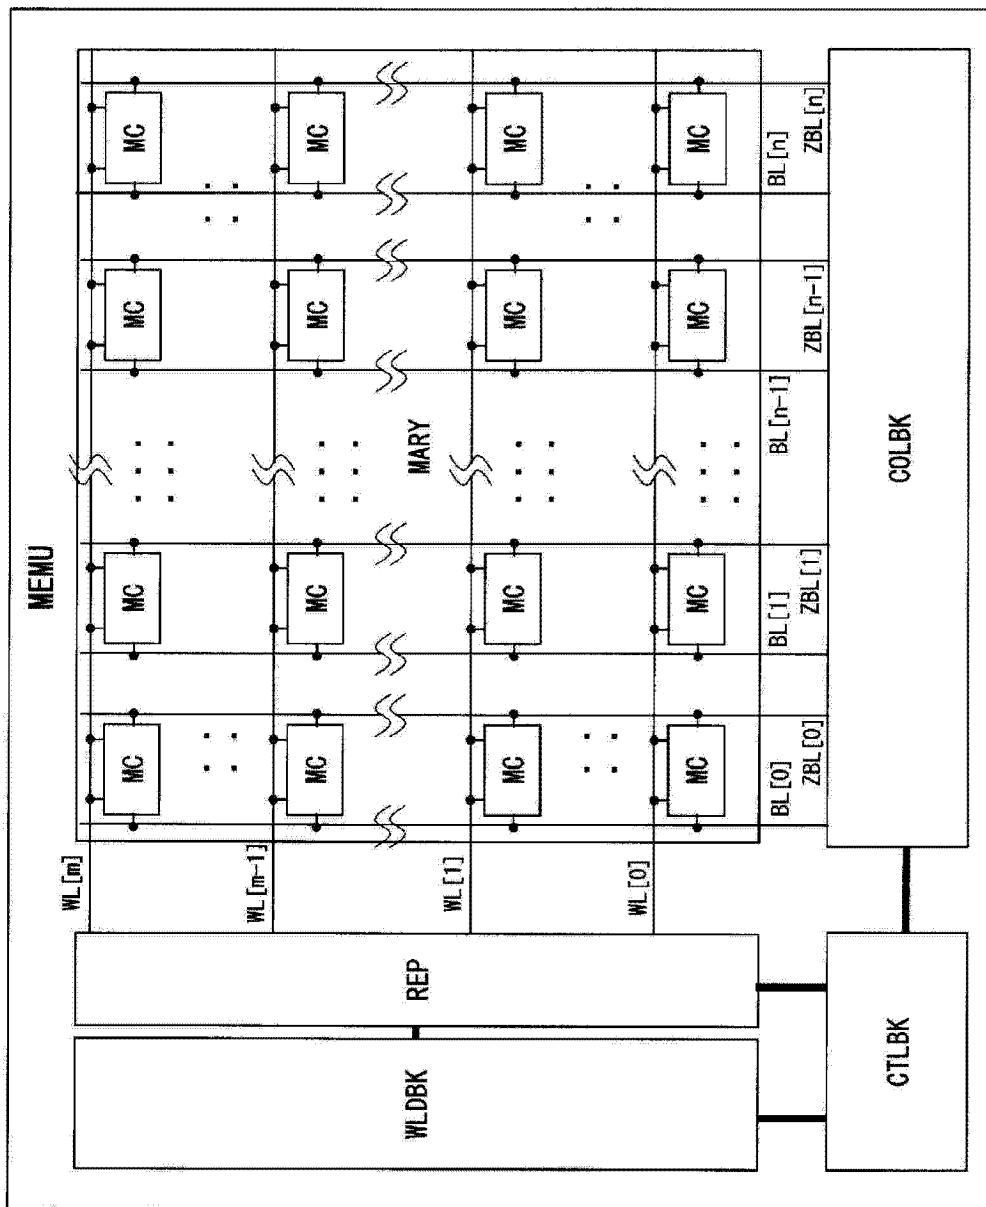 MEMU
WL[m]
MC
MC
MC
MC
WL[m-1]
MC
MC
MC
MC
MARY
WL[1]
MC
MC
MC
MC
WL[0]
MC
MC
MC
MC
BL[0]
ZBL[0]
BL[1]
ZBL[1]
BL[n-1]
ZBL[n-1]
BL[n]
ZBL[n]
WLDBK
REP
CTLBK
COLBK